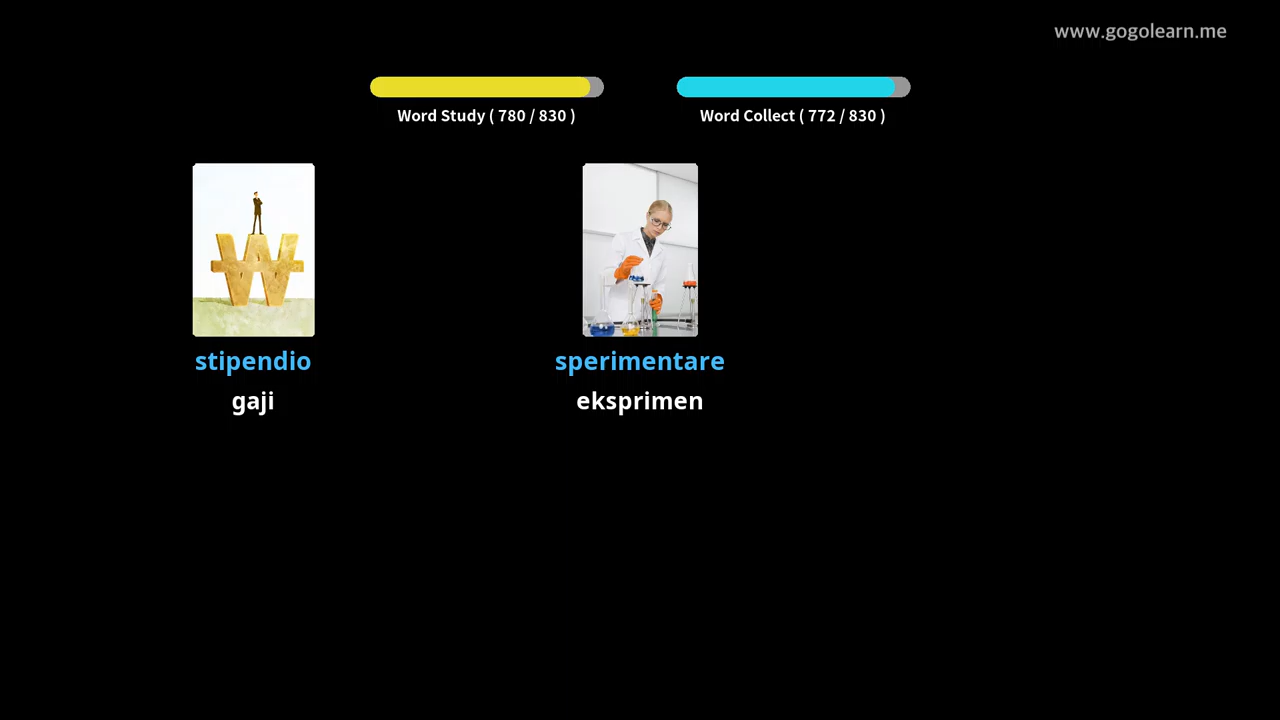 www.gogolearn.me
Word Study ( 780 / 830 )
Word Collect ( 772 / 830 )
stipendio
sperimentare
gaji
eksprimen